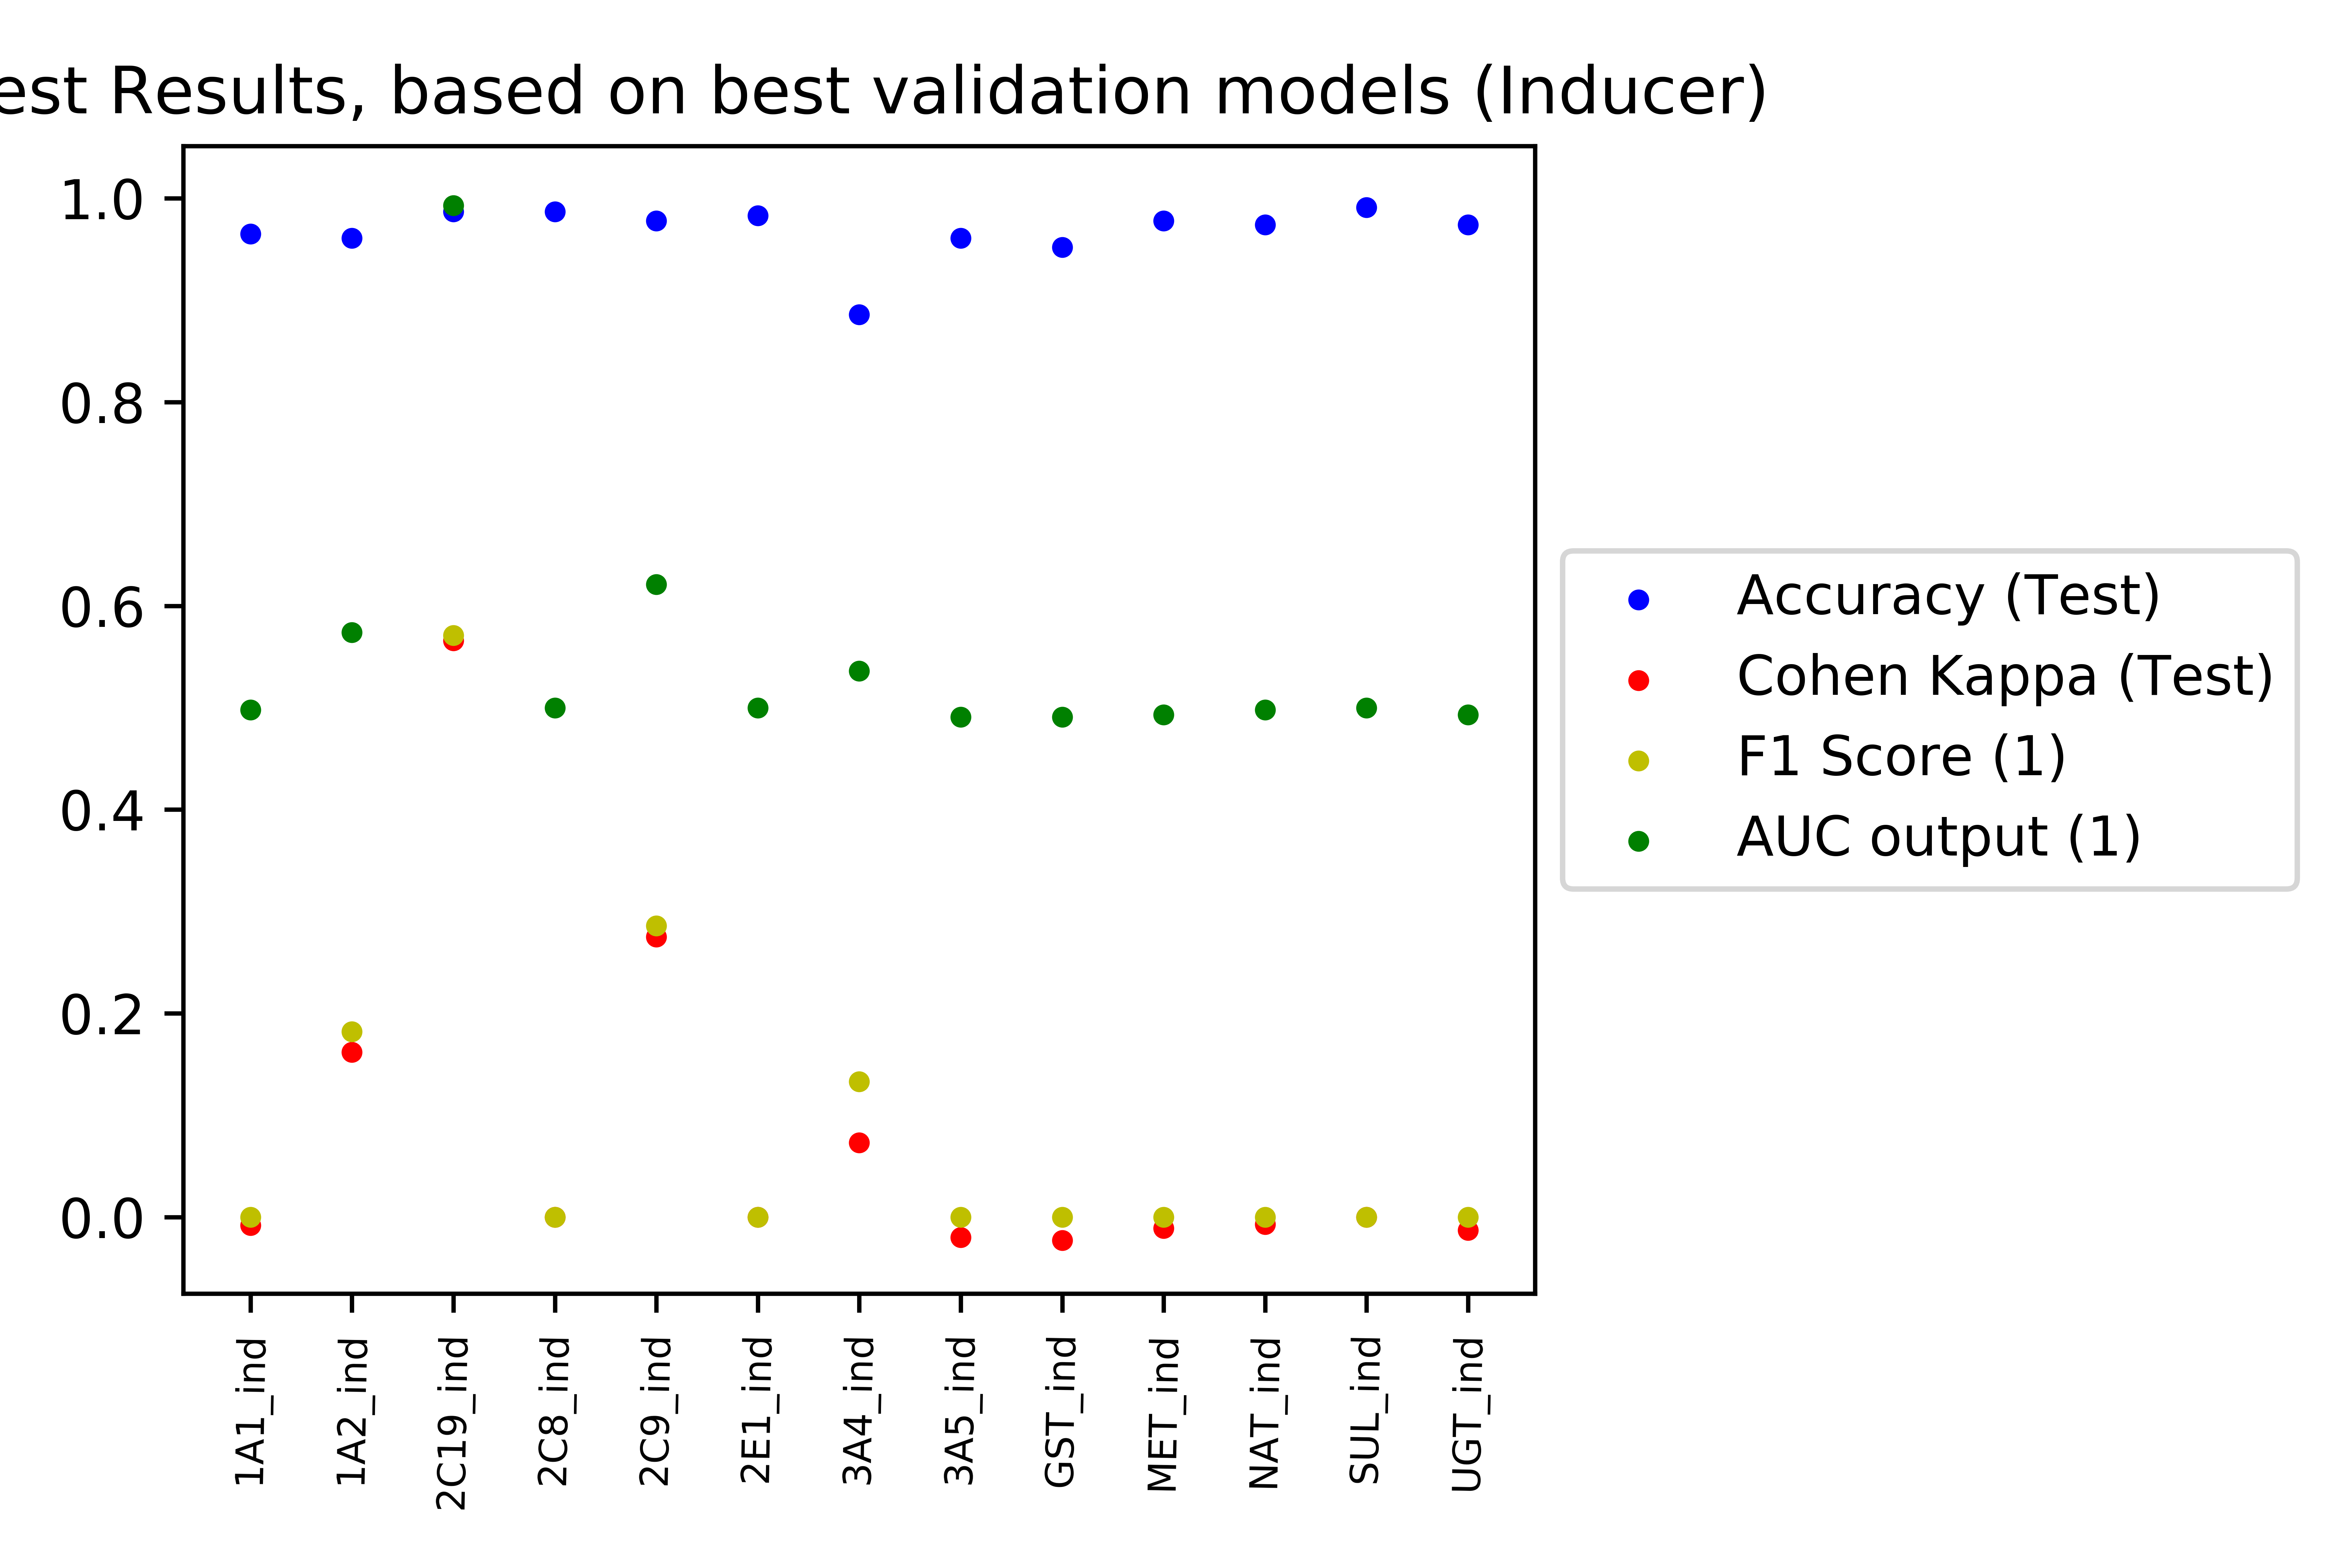 est Results, based on best validation models (Inducer)
1.0
0.8
0.6
0.4
0.2
0.0
1A1_ind
1A2_ind
2C19_ind
2C8_ind
2C9_ind
2E1_ind
3A4_ind
3A5_ind
GST_ind
MET_ind
NAT_ind
SUL_ind
UGT_ind
Accuracy (Test)
Cohen Kappa (Test)
F1 Score (1)
AUC output (1)